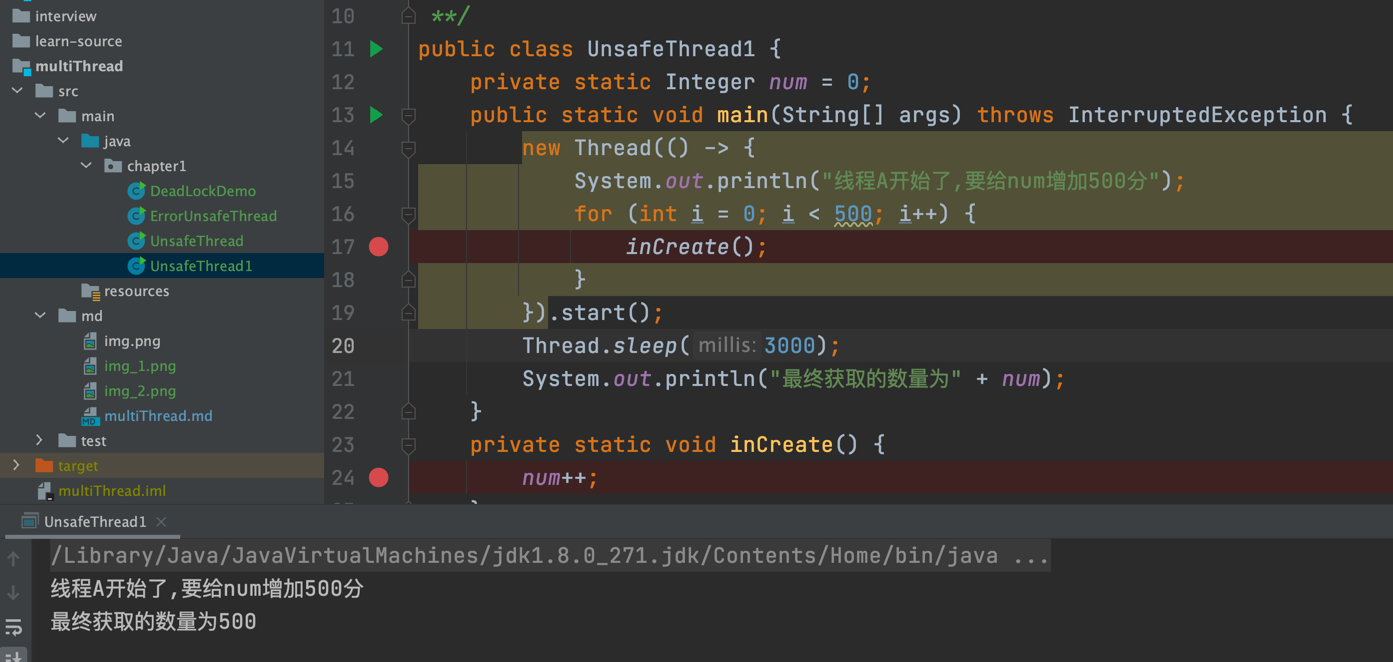 interview
learn-source
multiThread
src
main
java
chapter1
DeadLockDemo
ErrorUnsafeThread
UnsafeThread
UnsafeThread1
resources
md
img.png
img_1.png
img_2.png
multiThread.md
test
target
multiThread.iml
10 **/
11 public class UnsafeThread1 {
12 private static Integer num = 0;
13 public static void main(String[] args) throws InterruptedException {
14 new Thread(() -> {
15 System.out.println("线程A开始了,要给num增加500分");
16 for (int i = 0; i < 500; i++) {
17 inCreate();
18 }
19 }).start();
20 Thread.sleep( millis: 3000);
21 System.out.println("最终获取的数量为" + num);
22 }
23 private static void inCreate() {
24 num++;
UnsafeThread1
/Library/Java/JavaVirtualMachines/jdk1.8.0_271.jdk/Contents/Home/bin/java ...
线程A开始了,要给num增加500分
最终获取的数量为500